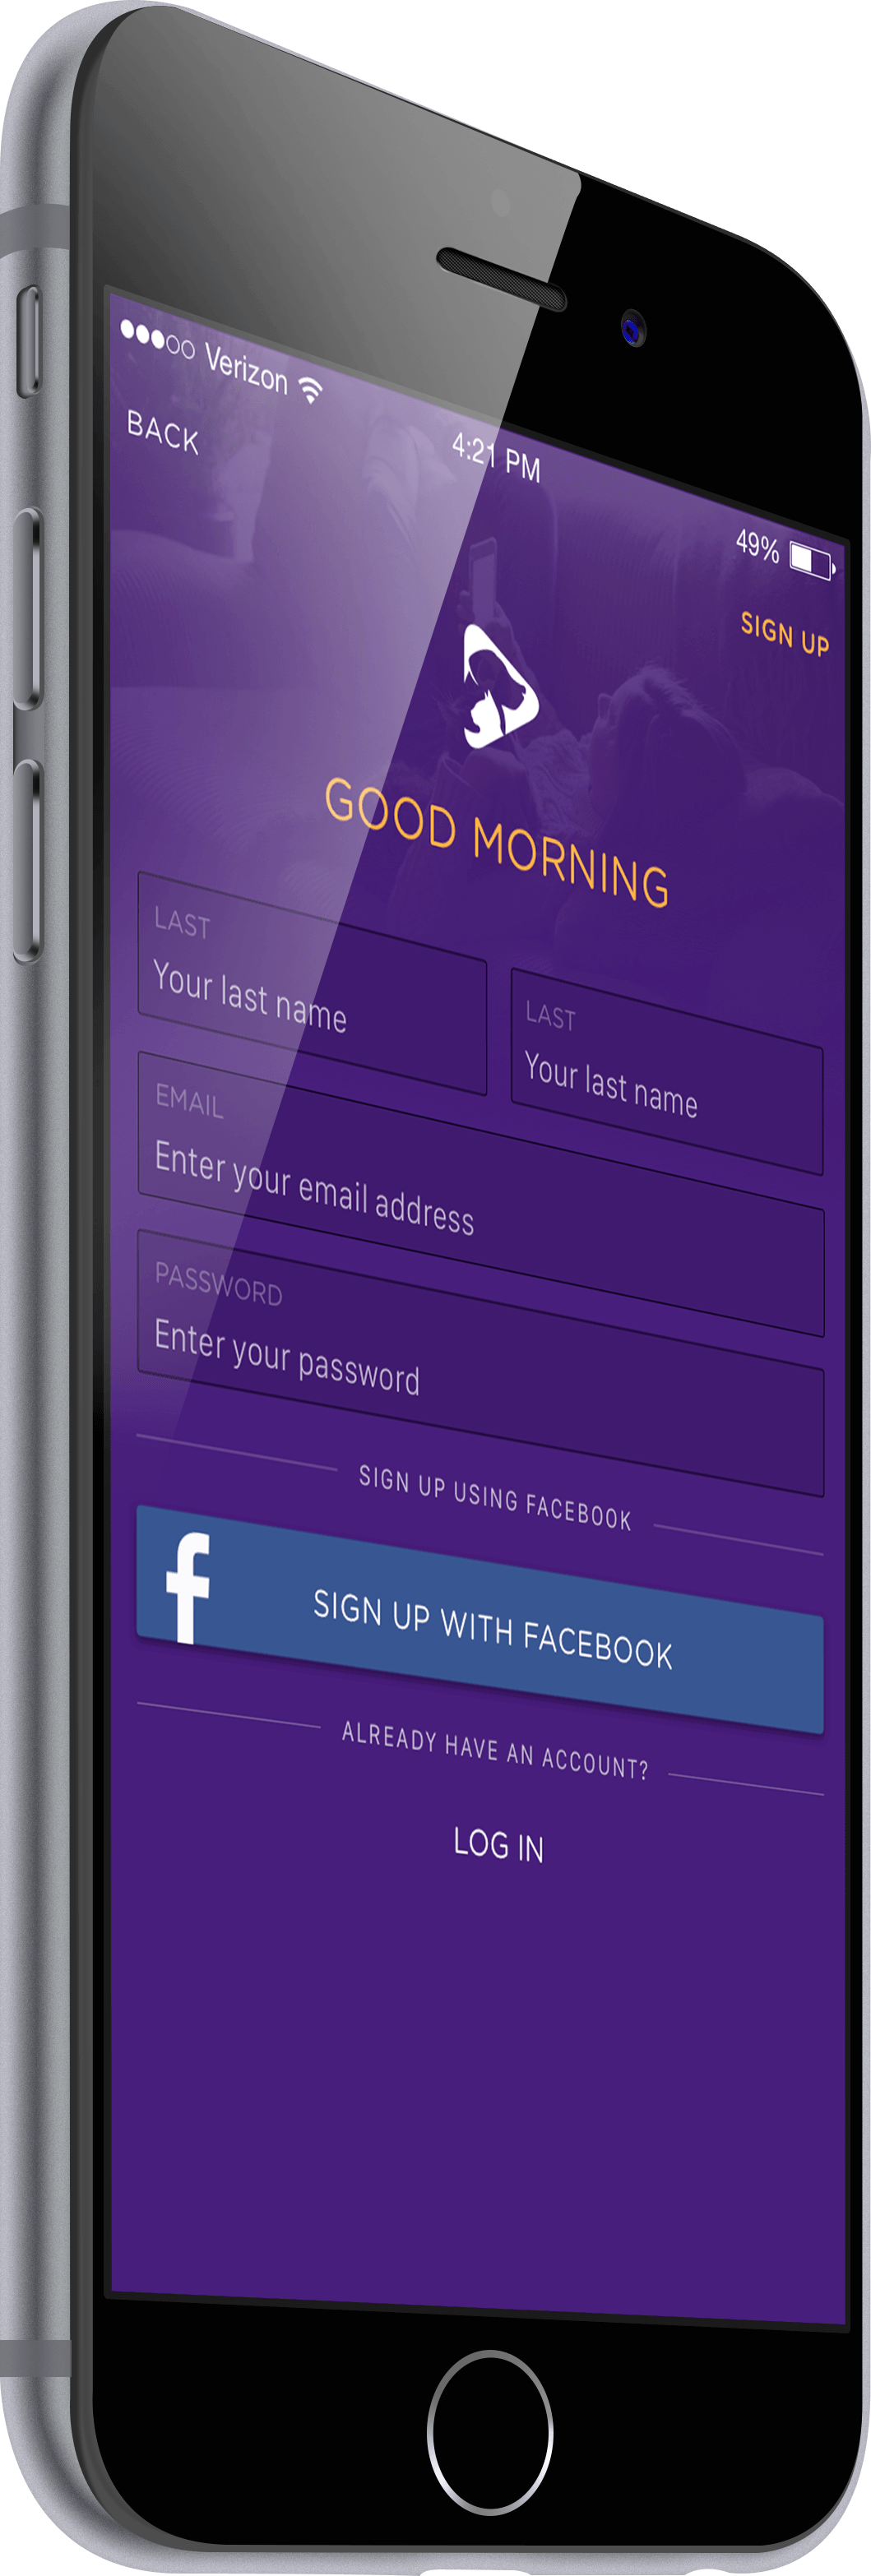 Verizon
4:21 PM
49%
BACK
SIGN UP
GOOD MORNING
LAST
Your last name
LAST
Your last name
EMAIL
Enter your email address
PASSWORD
Enter your password
SIGN UP USING FACEBOOK
f
SIGN UP WITH FACEBOOK
ALREADY HAVE AN ACCOUNT?
LOG IN